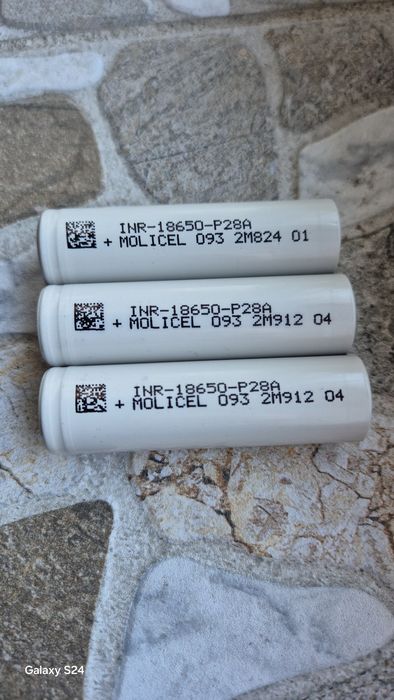 INR-18650-P28A
+ MOLICEL 093 2M824 01
INR-18650-P28A
+ MOLICEL 093 2M912 04
INR-18650-P28A
+ MOLICEL 093 2M912 04
Galaxy S24